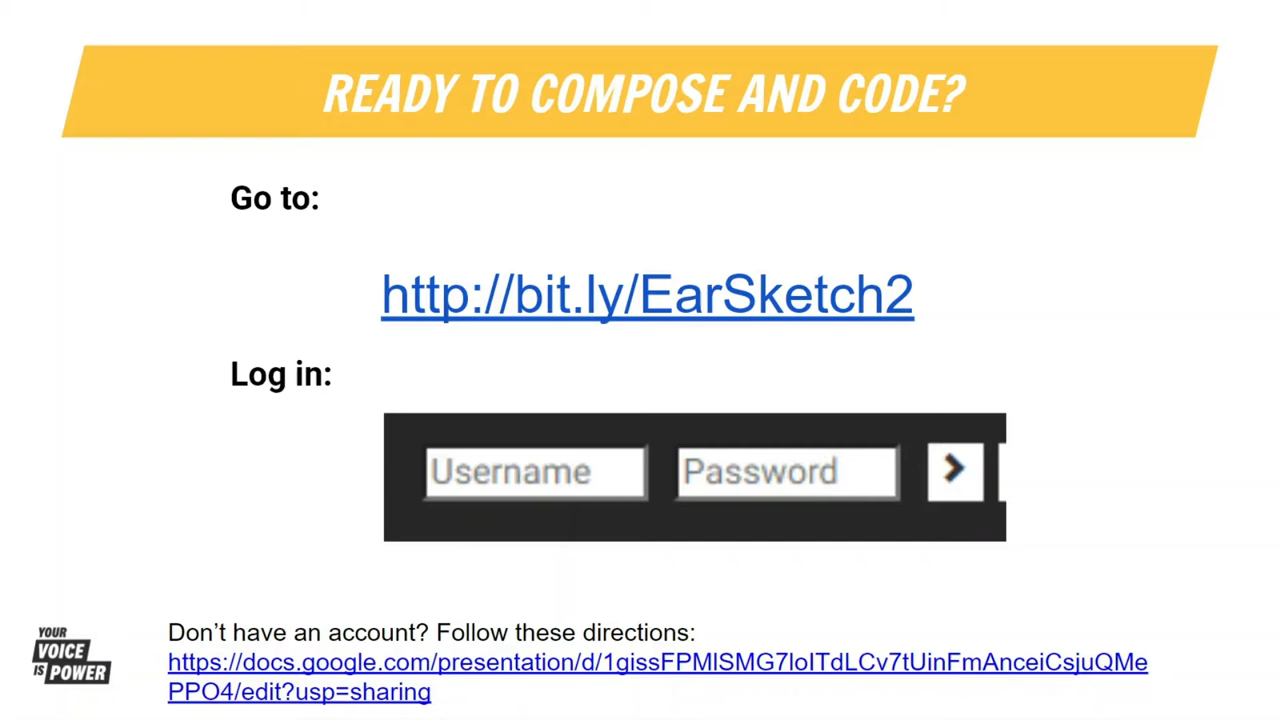 READY TO COMPOSE AND CODE?
Go to:
http://bit.ly/EarSketch2
Log in:
Username Password
YOUR
VOICE
IS POWER
Don't have an account? Follow these directions:
https://docs.google.com/presentation/d/1gissFPMlSMG7loITdLCv7tUinFmAnceiCsjuQMe
PPO4/edit?usp=sharing